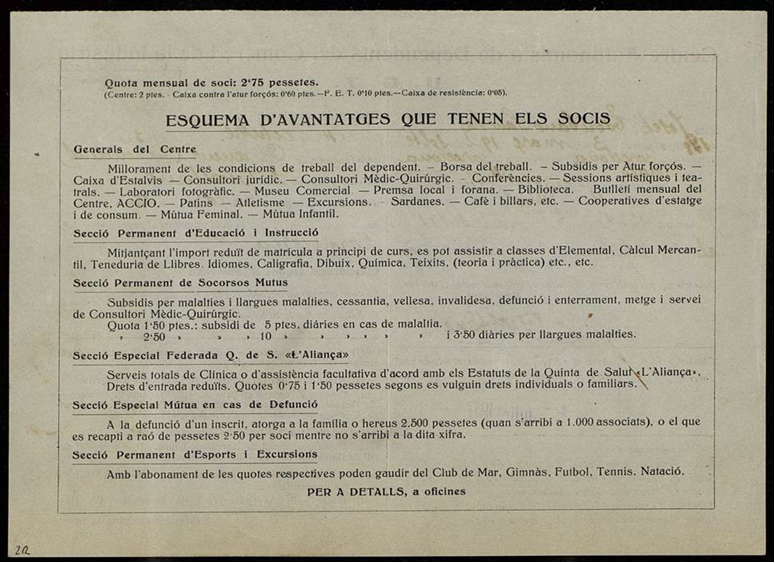 Quota mensual de soci: 2'75 pessetes.
(Centre: 2 ptes. - Caixa contra l'atur forçós: 0'60 ptes.—F. E. T. 0'10 ptes.—Caixa de resistència: 0'05).
ESQUEMA D'AVANTATGES QUE TENEN ELS SOCIS
Generals del Centre
Millorament de les condicions de treball del dependent. — Borsa del treball. — Subsidis per Atur forçós. —
Caixa d'Estalvis — Consultori jurídic. — Consultori Mèdic-Quirúrgic. - Conferències. — Sessions artístiques i tea-
trals. — Laboratori fotogràfic. — Museu Comercial. — Premsa local i forana. — Biblioteca. Butlletí mensual del
Centre, ACCIO. — Patins — Atletisme — Excursions. - Sardanes. — Cafè i billars, etc. — Cooperatives d'estatge
i de consum. — Mútua Feminal. — Mútua Infantil.
Secció Permanent d'Educació i Instrucció
Mitjantçant l'import reduït de matrícula a principi de curs, es pot assistir a classes d'Elemental, Càlcul Mercan-
til, Teneduria de Llibres. Idiomes, Caligrafia, Dibuix, Química, Teixits, (teoria i pràctica) etc., etc.
Secció Permanent de Socorsos Mutus
Subsidis per malalties i llargues malalties, cessantia, vellesa, invalidesa, defunció i enterrament, metge i servei
de Consultori Mèdic-Quirúrgic.
Quota 1'50 ptes.: subsidi de 5 ptes. diáries en cas de malaltia.
» 2'50 » » » 10 » » » » » » i 3'50 diàries per llargues malalties.
Secció Especial Federada Q. de S. «L'Aliança»
Serveis totals de Clínica o d'assistència facultativa d'acord amb els Estatuts de la Quinta de Salut «L'Aliança».
Drets d'entrada reduïts. Quotes 0'75 i 1'50 pessetes segons es vulguin drets individuals o familiars.
Secció Especial Mútua en cas de Defunció
A la defunció d'un inscrit, atorga a la família o hereus 2.500 pessetes (quan s'arribi a 1.000 associats), o el que
es recapti a raó de pessetes 2'50 per soci mentre no s'arribi a la dita xifra.
Secció Permanent d'Esports i Excursions
Amb l'abonament de les quotes respectives poden gaudir del Club de Mar, Gimnàs, Futbol, Tennis, Natació.
PER A DETALLS, a oficines
2R